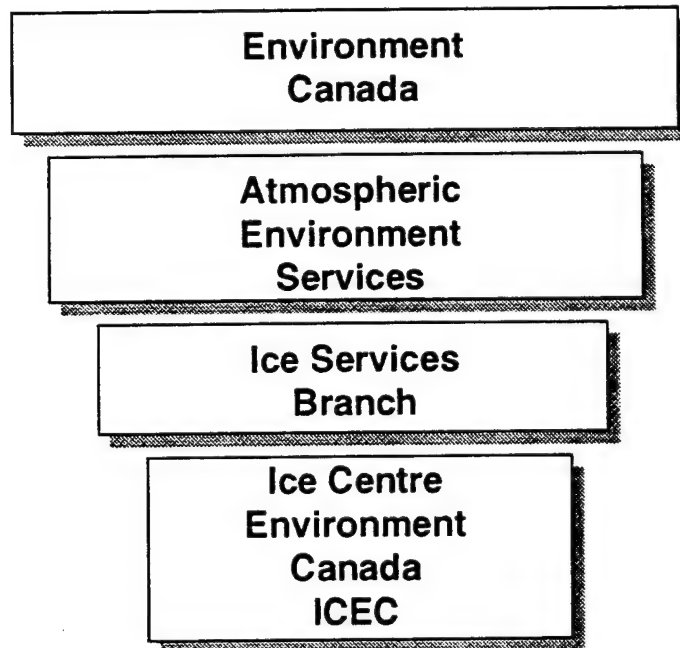 Environment
Canada
Atmospheric
Environment
Services
Ice Services
Branch
Ice Centre
Environment
Canada
ICEC